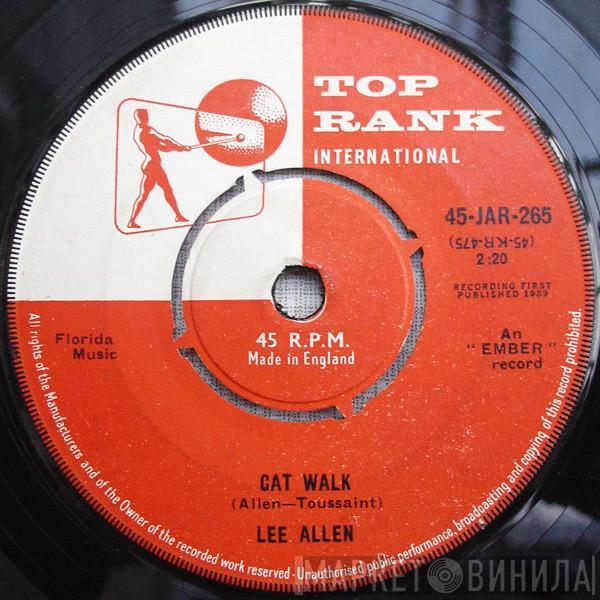 TOP
RANK
INTERNATIONAL
45-JAR-265
(45-KR-475)
2:20
RECORDING FIRST
PUBLISHED 1959
Florida
Music
45 R.P.M.
Made in England
An
"EMBER"
record
CAT WALK
(Allen—Toussaint)
LEE ALLEN
All rights of the Manufacturers and of the Owner of the recorded work reserved - Unauthorised public performance, broadcasting and copying of this record prohibited.
МАРКЕТ ВИНИЛА